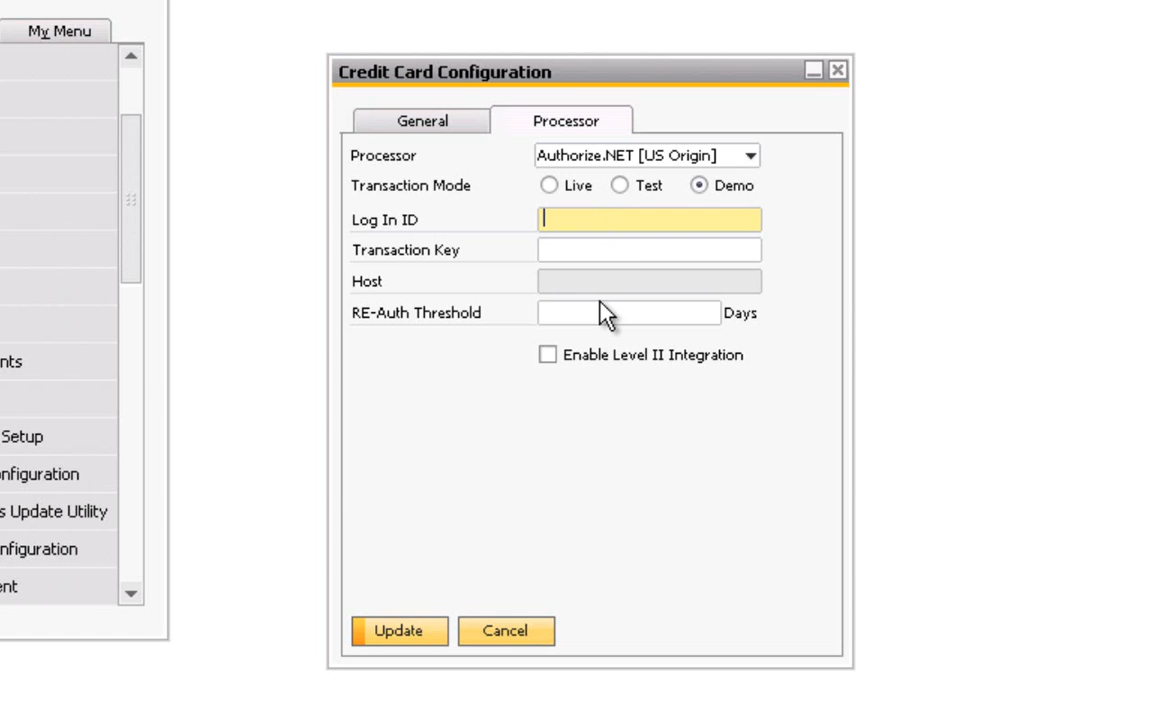 My Menu
nts
Setup
onfiguration
s Update Utility
nfiguration
ent
Credit Card Configuration
General Processor
Processor Authorize.NET [US Origin]
Transaction Mode Live Test Demo
Log In ID
Transaction Key
Host
RE-Auth Threshold Days
Enable Level II Integration
Update Cancel